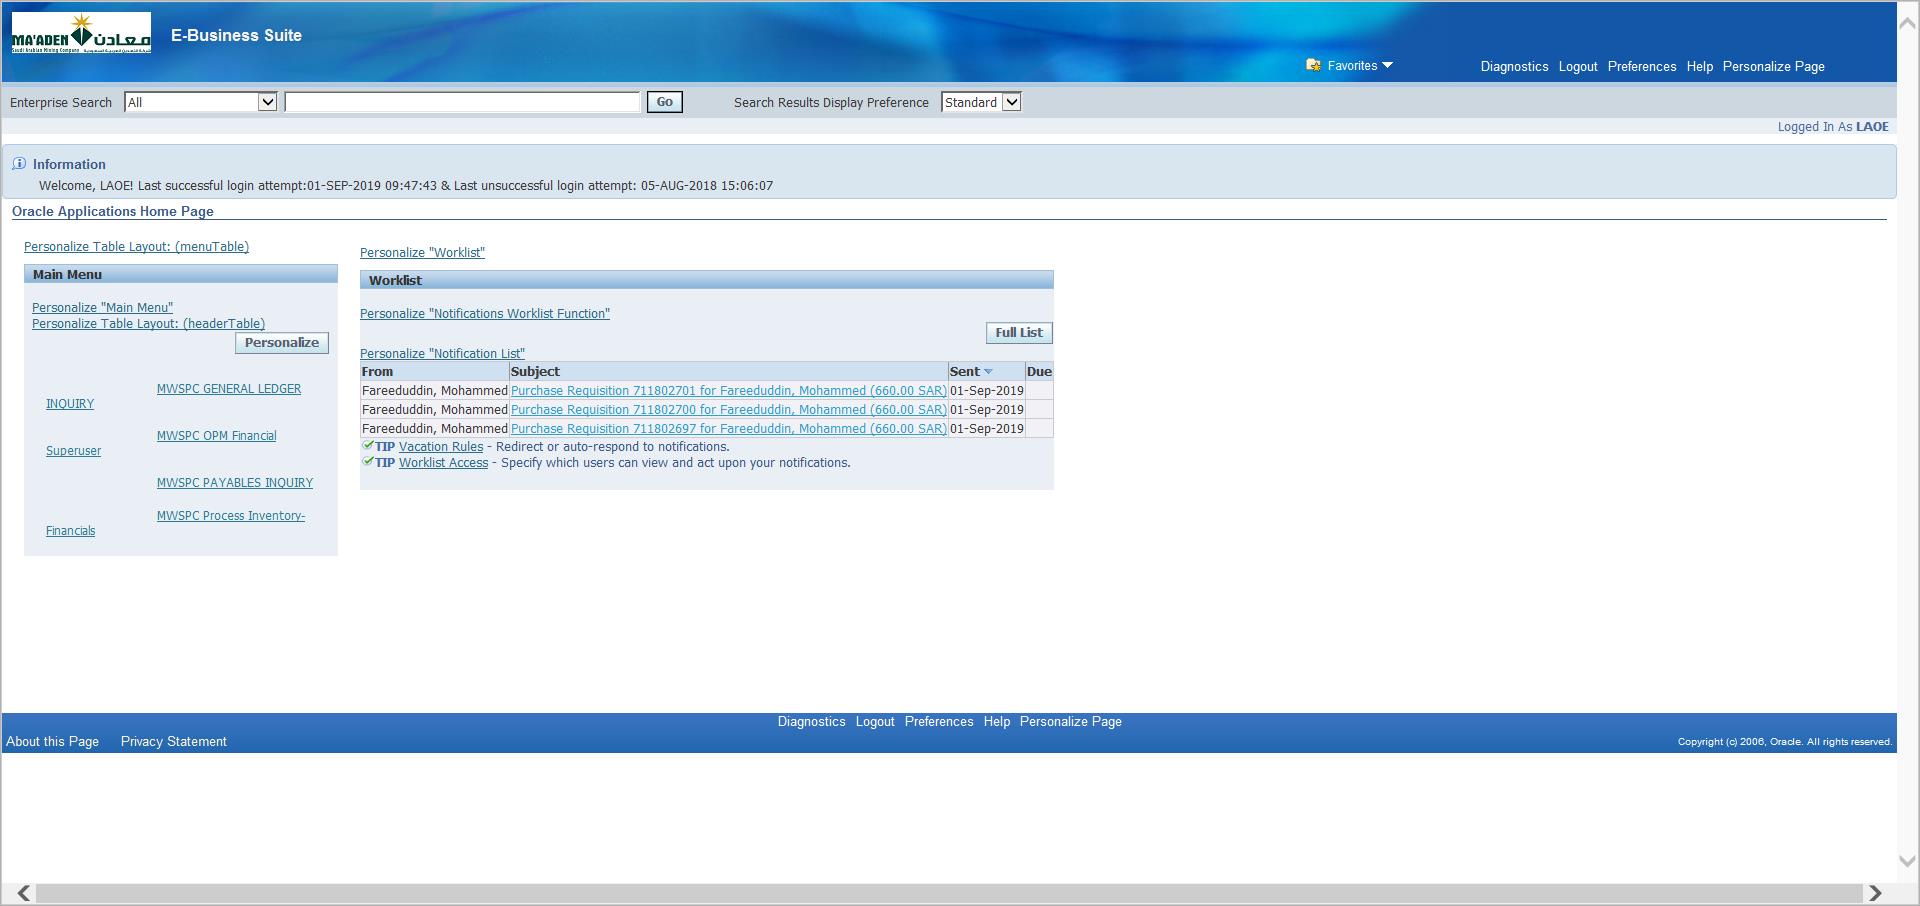 MA'ADEN معادن
Saudi Arabian Mining Company
E-Business Suite
Favorites
Diagnostics Logout Preferences Help Personalize Page
Enterprise Search All Go Search Results Display Preference Standard
Logged In As LAOE
Information
Welcome, LAOE! Last successful login attempt:01-SEP-2019 09:47:43 & Last unsuccessful login attempt: 05-AUG-2018 15:06:07
Oracle Applications Home Page
Personalize Table Layout: (menuTable)
Main Menu
Personalize "Main Menu"
Personalize Table Layout: (headerTable)
Personalize
MWSPC GENERAL LEDGER
INQUIRY
MWSPC OPM Financial
Superuser
MWSPC PAYABLES INQUIRY
MWSPC Process Inventory-
Financials
Personalize "Worklist"
Worklist
Personalize "Notifications Worklist Function"
Full List
Personalize "Notification List"
From Subject Sent Due
Fareeduddin, Mohammed Purchase Requisition 711802701 for Fareeduddin, Mohammed (660.00 SAR) 01-Sep-2019
Fareeduddin, Mohammed Purchase Requisition 711802700 for Fareeduddin, Mohammed (660.00 SAR) 01-Sep-2019
Fareeduddin, Mohammed Purchase Requisition 711802697 for Fareeduddin, Mohammed (660.00 SAR) 01-Sep-2019
TIP Vacation Rules - Redirect or auto-respond to notifications.
TIP Worklist Access - Specify which users can view and act upon your notifications.
Diagnostics Logout Preferences Help Personalize Page
About this Page Privacy Statement
Copyright (c) 2006, Oracle. All rights reserved.